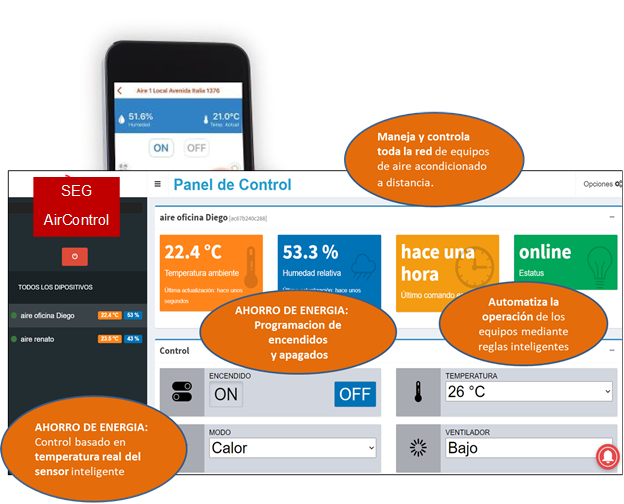 Aire 1 Local Avenida Italia 1376
51.6%
Humedad
21.0°C
Temp. Actual
ON OFF
Maneja y controla
toda la red de equipos
de aire acondicionado
a distancia.
SEG
AirControl
Panel de Control
Opciones
TODOS LOS DIPOSITIVOS
aire oficina Diego 22.4 °C 53 %
aire renato 23.6 °C 43 %
aire oficina Diego [ac67b240c268]
22.4 °C
Temperatura ambiente
Última actualización: hace unos
segundos
53.3 %
Humedad relativa
Última actualización: hace unos
hace una
hora
Último comando
online
Estatus
AHORRO DE ENERGIA:
Programacion de
encendidos
y apagados
Automatiza la
operación de los
equipos mediante
reglas inteligentes
Control
ENCENDIDO
ON OFF
TEMPERATURA
26 °C
MODO
Calor
VENTILADOR
Bajo
AHORRO DE ENERGIA:
Control basado en
temperatura real del
sensor inteligente